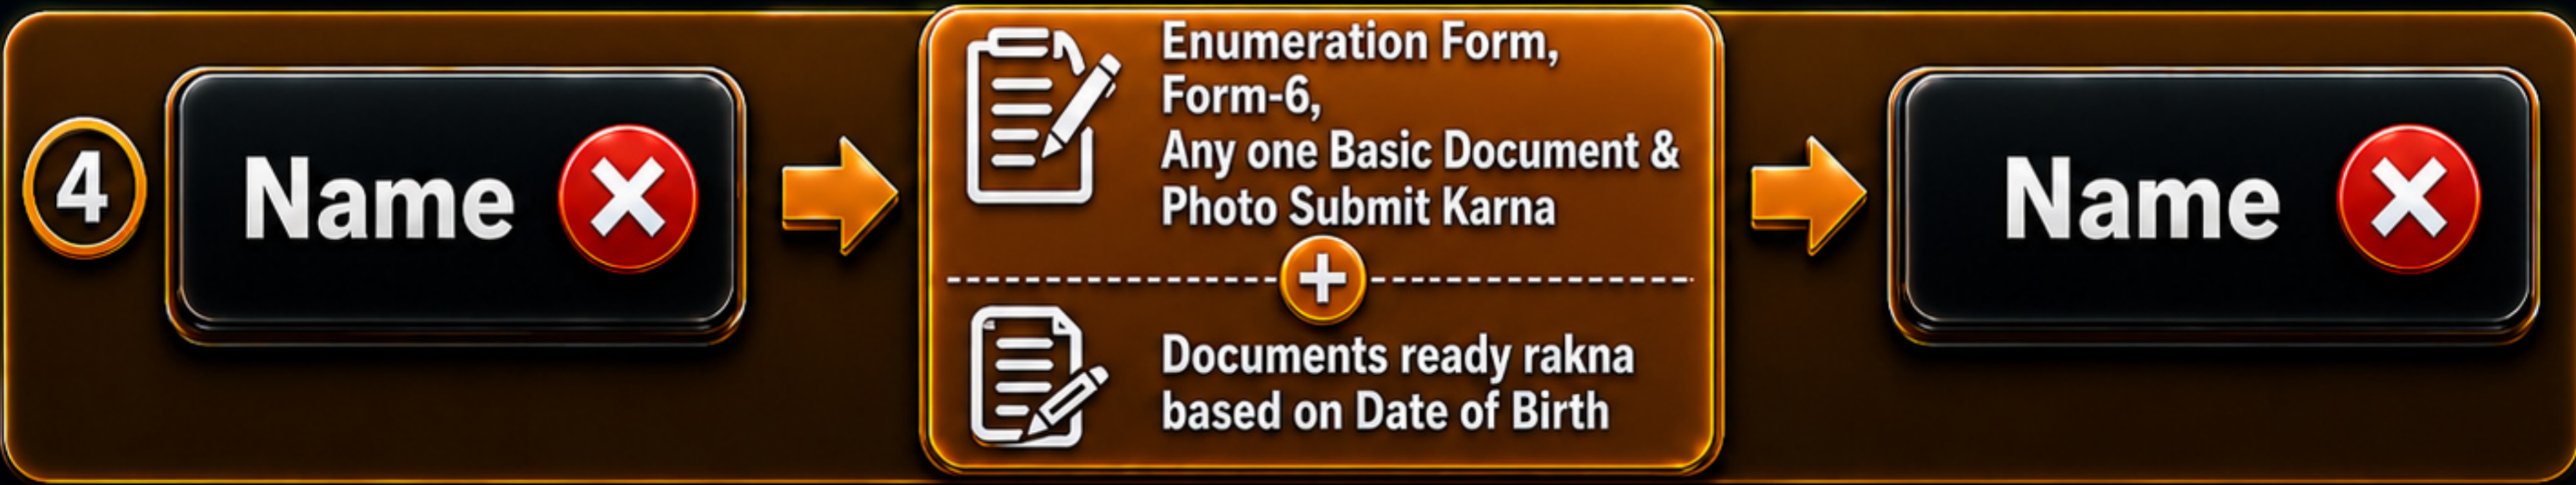 4
Name
Enumeration Form,
Form-6,
Any one Basic Document &
Photo Submit Karna
+
Documents ready rakna
based on Date of Birth
Name